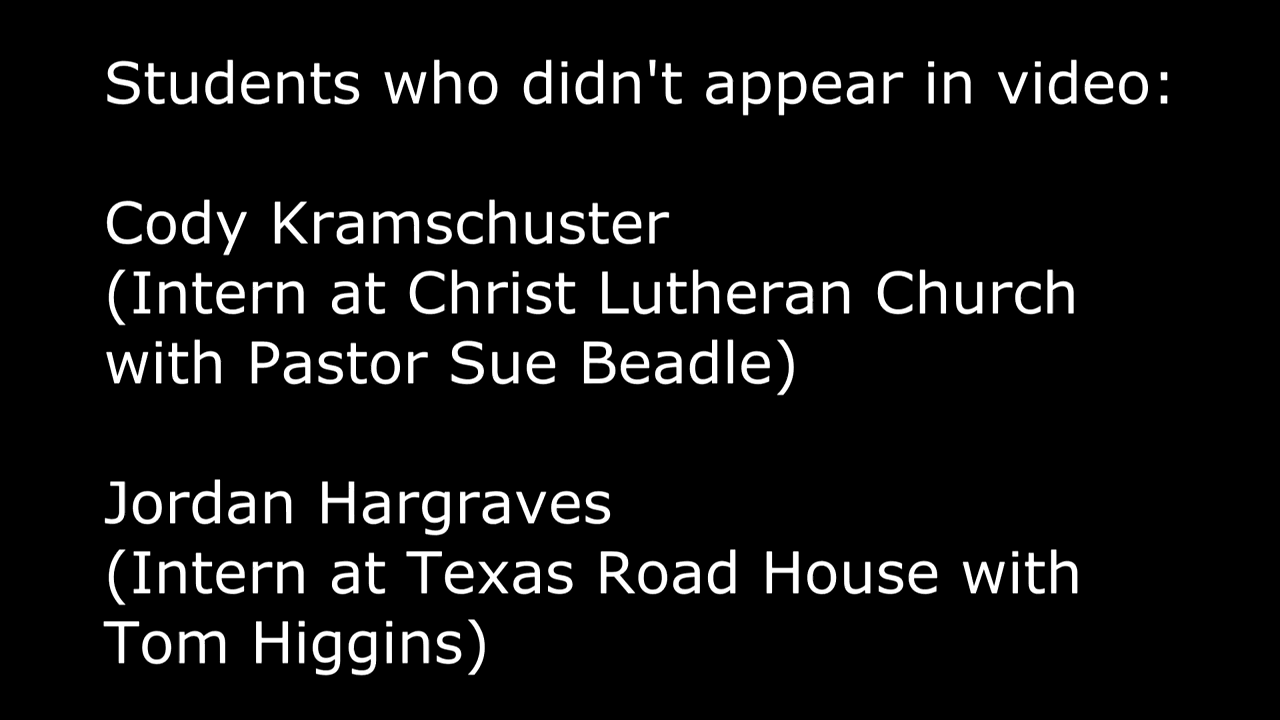 Students who didn't appear in video:
Cody Kramschuster
(Intern at Christ Lutheran Church
with Pastor Sue Beadle)
Jordan Hargraves
(Intern at Texas Road House with
Tom Higgins)